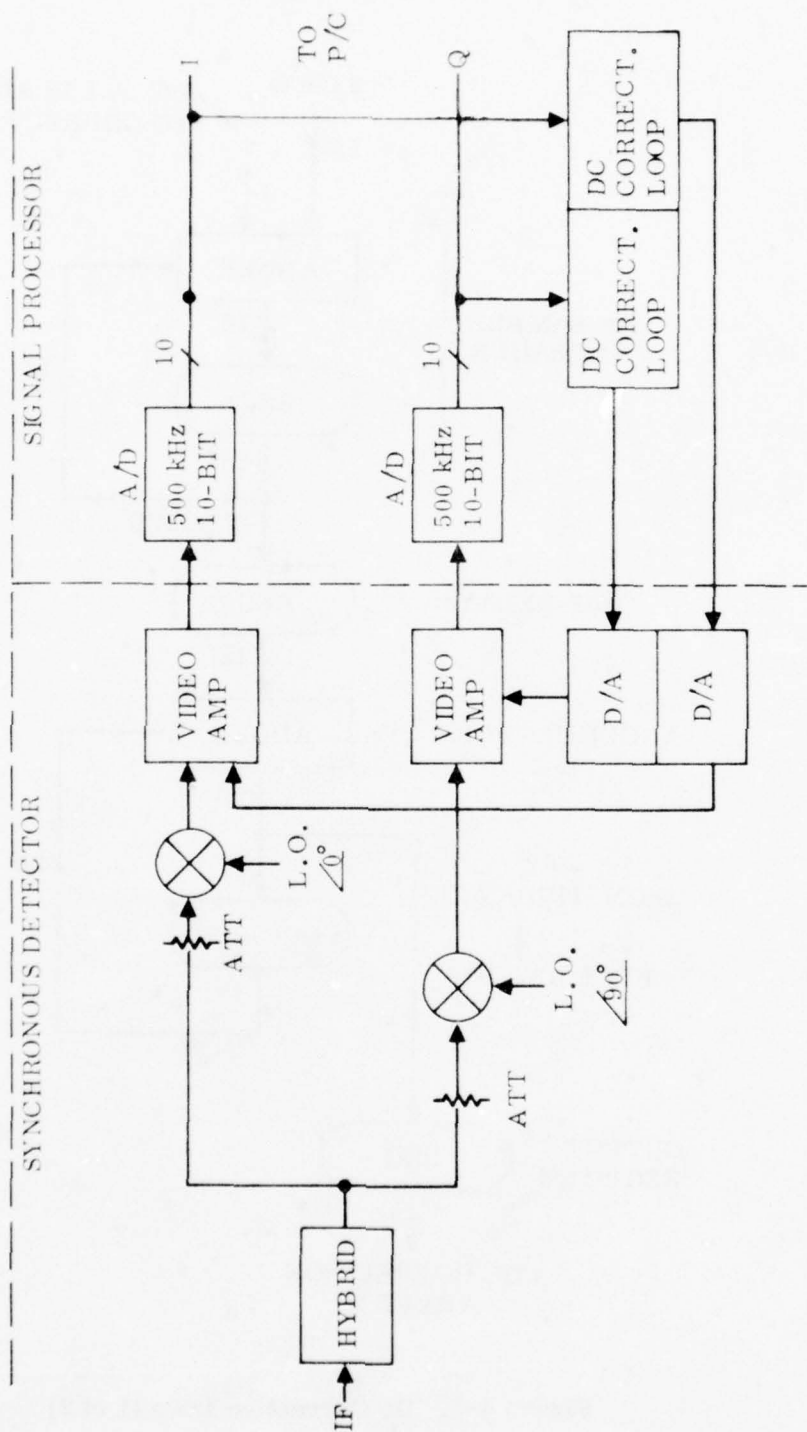 SYNCHRONOUS DETECTOR
SIGNAL PROCESSOR
IF
HYBRID
ATT
L.O.
0°
VIDEO
AMP
A/D
500 kHz
10-BIT
10
I
TO
P/C
ATT
L.O.
90°
VIDEO
AMP
A/D
500 kHz
10-BIT
10
Q
D/A
D/A
DC
CORRECT.
LOOP
DC
CORRECT.
LOOP